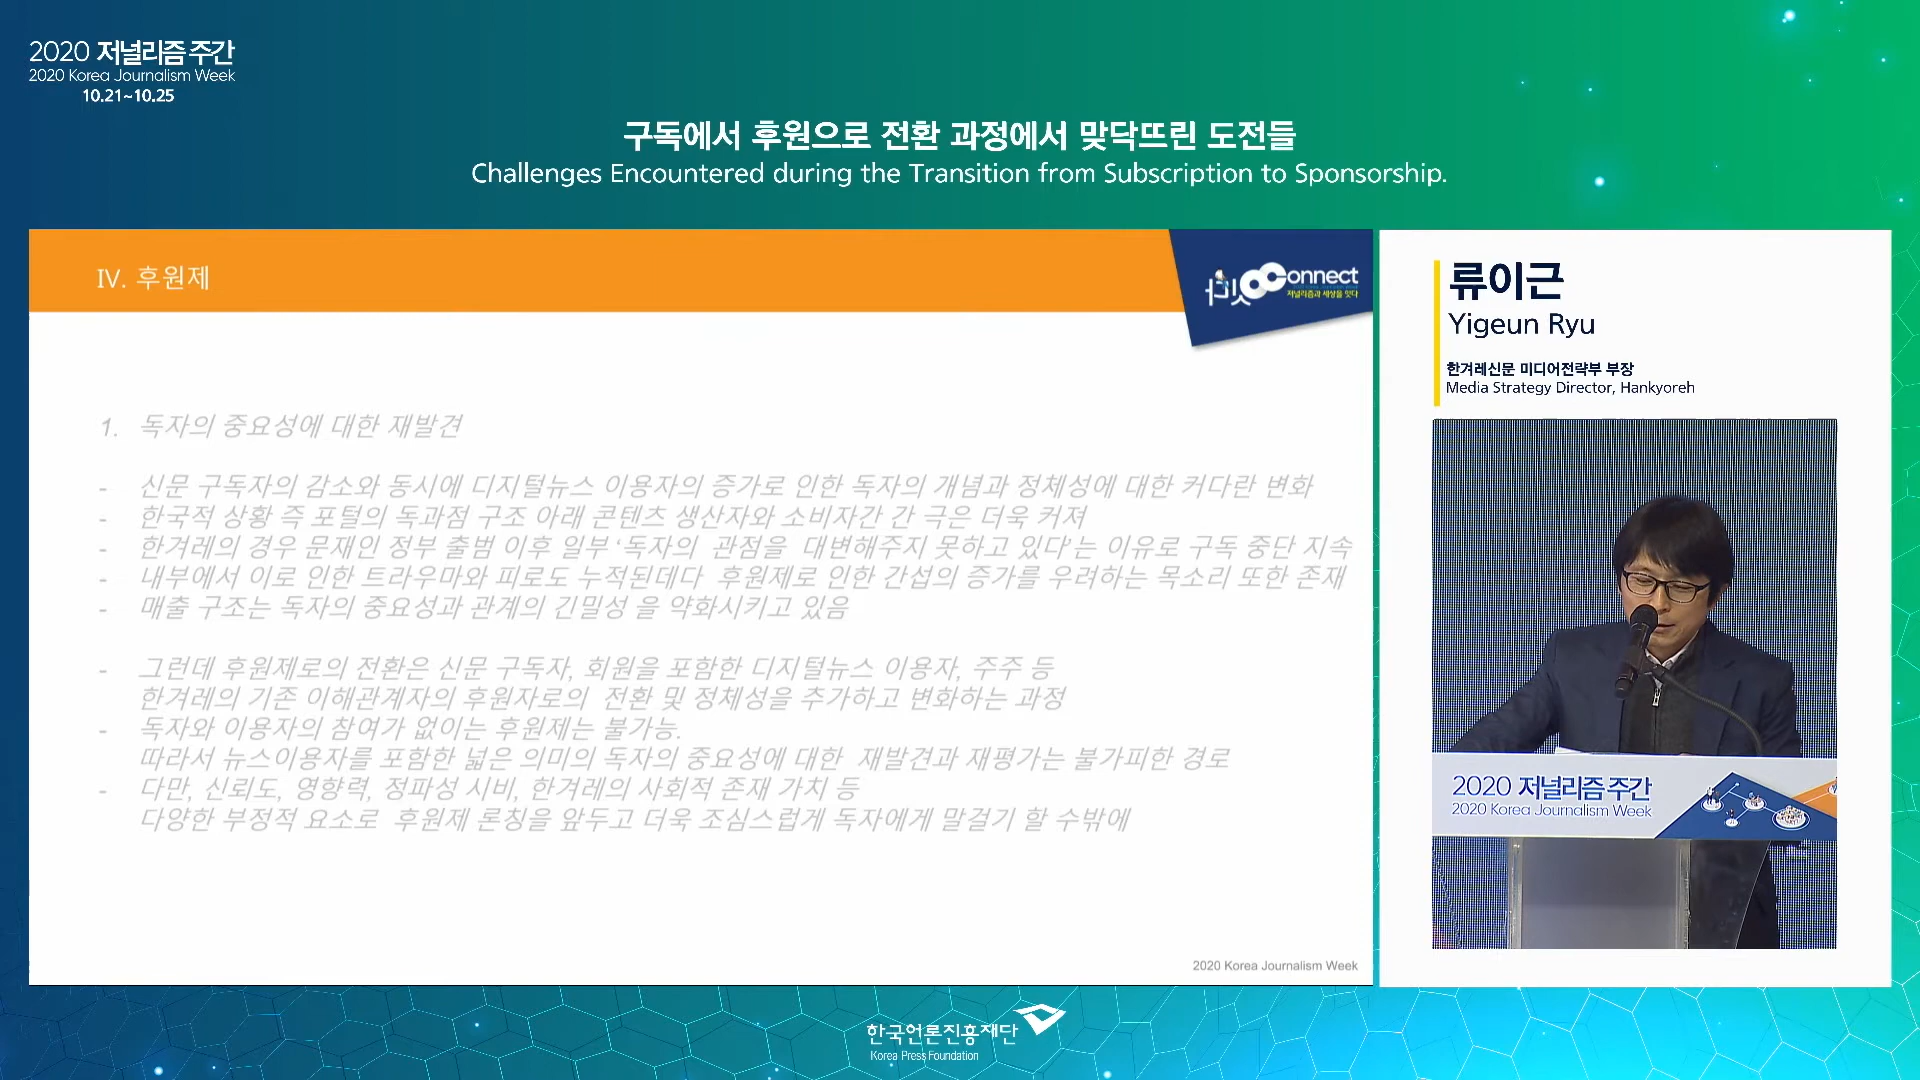 2020 저널리즘 주간
2020 Korea Journalism Week
10.21~10.25
구독에서 후원으로 전환 과정에서 맞닥뜨린 도전들
Challenges Encountered during the Transition from Subscription to Sponsorship.
IV. 후원제
잇다 Connect
저널리즘과 세상을 잇다
1. 독자의 중요성에 대한 재발견
- 신문 구독자의 감소와 동시에 디지털뉴스 이용자의 증가로 인한 독자의 개념과 정체성에 대한 커다란 변화
- 한국적 상황 즉 포털의 독과점 구조 아래 콘텐츠 생산자와 소비자간 간 극은 더욱 커져
- 한겨레의 경우 문재인 정부 출범 이후 일부 ‘독자의 관점을 대변해주지 못하고 있다’는 이유로 구독 중단 지속
- 내부에서 이로 인한 트라우마와 피로도 누적된데다 후원제로 인한 간섭의 증가를 우려하는 목소리 또한 존재
- 매출 구조는 독자의 중요성과 관계의 긴밀성 을 약화시키고 있음
- 그런데 후원제로의 전환은 신문 구독자, 회원을 포함한 디지털뉴스 이용자, 주주 등
한겨레의 기존 이해관계자의 후원자로의 전환 및 정체성을 추가하고 변화하는 과정
- 독자와 이용자의 참여가 없이는 후원제는 불가능.
따라서 뉴스이용자를 포함한 넓은 의미의 독자의 중요성에 대한 재발견과 재평가는 불가피한 경로
- 다만, 신뢰도, 영향력, 정파성 시비, 한겨레의 사회적 존재 가치 등
다양한 부정적 요소로 후원제 론칭을 앞두고 더욱 조심스럽게 독자에게 말걸기 할 수밖에
2020 Korea Journalism Week
류이근
Yigeun Ryu
한겨레신문 미디어전략부 부장
Media Strategy Director, Hankyoreh
2020 저널리즘 주간
2020 Korea Journalism Week
한국언론진흥재단
Korea Press Foundation